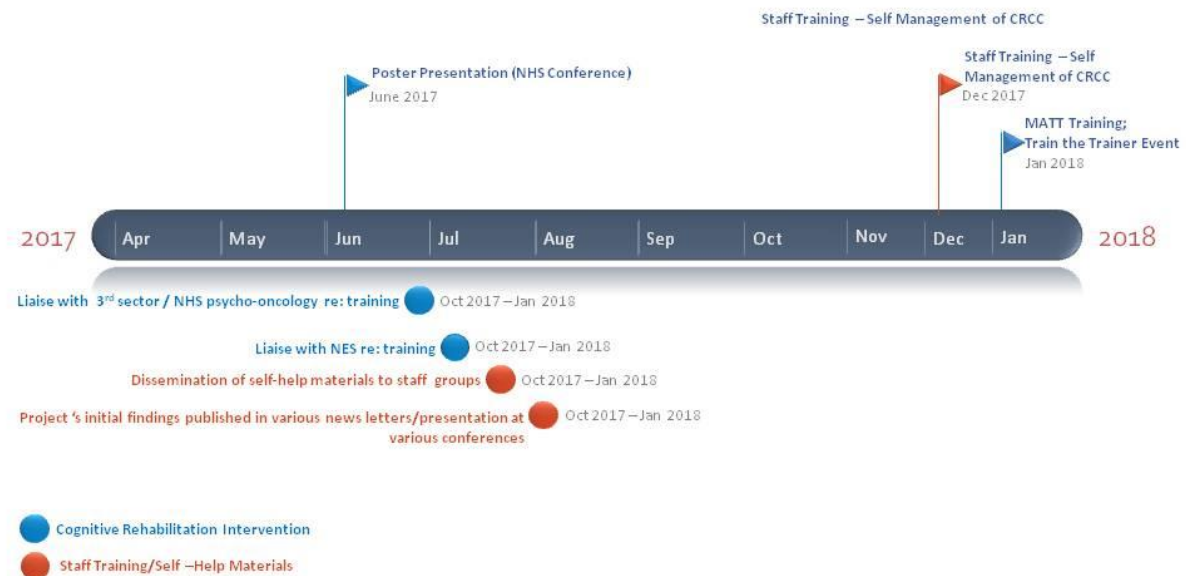 Staff Training – Self Management of CRCC
Staff Training – Self
Management of CRCC
Dec 2017
Poster Presentation (NHS Conference)
June 2017
MATT Training;
Train the Trainer Event
Jan 2018
2017
Apr
May
Jun
Jul
Aug
Sep
Oct
Nov
Dec
Jan
2018
Liaise with 3rd sector / NHS psycho-oncology re: training
Oct 2017 – Jan 2018
Liaise with NES re: training
Oct 2017 – Jan 2018
Dissemination of self-help materials to staff groups
Oct 2017 – Jan 2018
Project ‘s initial findings published in various news letters/presentation at
various conferences
Oct 2017 – Jan 2018
Cognitive Rehabilitation Intervention
Staff Training/Self –Help Materials